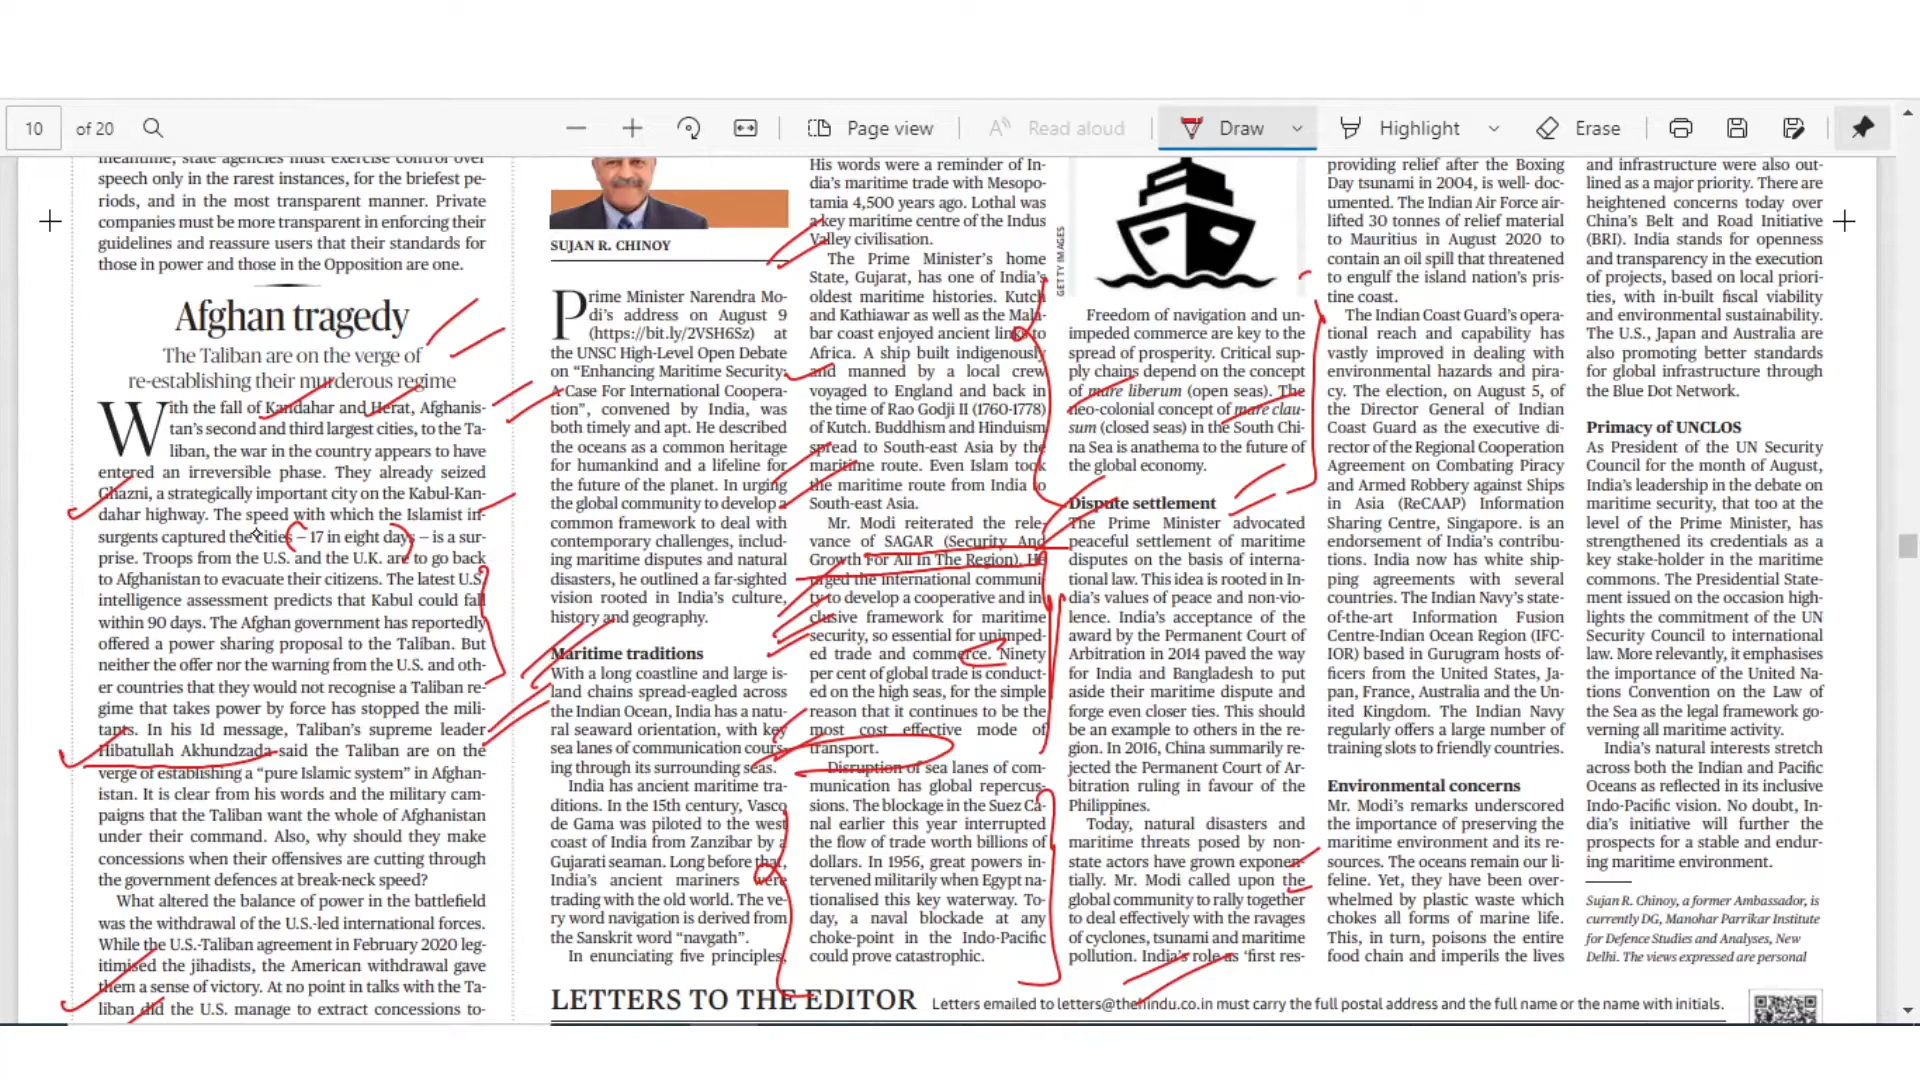 10
of 20
Page view
Read aloud
Draw
Highlight
Erase
meantime, state agencies must exercise control over
speech only in the rarest instances, for the briefest pe-
riods, and in the most transparent manner. Private
companies must be more transparent in enforcing their
guidelines and reassure users that their standards for
those in power and those in the Opposition are one.
Afghan tragedy
The Taliban are on the verge of
re-establishing their murderous regime
With the fall of Kandahar and Herat, Afghanis-
tan's second and third largest cities, to the Ta-
liban, the war in the country appears to have
entered an irreversible phase. They already seized
Ghazni, a strategically important city on the Kabul-Kan-
dahar highway. The speed with which the Islamist in-
surgents captured the cities – 17 in eight days – is a sur-
prise. Troops from the U.S. and the U.K. are to go back
to Afghanistan to evacuate their citizens. The latest U.S.
intelligence assessment predicts that Kabul could fall
within 90 days. The Afghan government has reportedly
offered a power sharing proposal to the Taliban. But
neither the offer nor the warning from the U.S. and oth-
er countries that they would not recognise a Taliban re-
gime that takes power by force has stopped the mili-
tants. In his Id message, Taliban's supreme leader
Hibatullah Akhundzada said the Taliban are on the
verge of establishing a “pure Islamic system” in Afghan-
istan. It is clear from his words and the military cam-
paigns that the Taliban want the whole of Afghanistan
under their command. Also, why should they make
concessions when their offensives are cutting through
the government defences at break-neck speed?
What altered the balance of power in the battlefield
was the withdrawal of the U.S.-led international forces.
While the U.S.-Taliban agreement in February 2020 leg-
itimised the jihadists, the American withdrawal gave
them a sense of victory. At no point in talks with the Ta-
liban did the U.S. manage to extract concessions to-
SUJAN R. CHINOY
Prime Minister Narendra Mo-
di's address on August 9
(https://bit.ly/2VSH6Sz) at
the UNSC High-Level Open Debate
on “Enhancing Maritime Security:
A Case For International Coopera-
tion”, convened by India, was
both timely and apt. He described
the oceans as a common heritage
for humankind and a lifeline for
the future of the planet. In urging
the global community to develop a
common framework to deal with
contemporary challenges, includ-
ing maritime disputes and natural
disasters, he outlined a far-sighted
vision rooted in India's culture,
history and geography.
Maritime traditions
With a long coastline and large is-
land chains spread-eagled across
the Indian Ocean, India has a natu-
ral seaward orientation, with key
sea lanes of communication cours-
ing through its surrounding seas.
India has ancient maritime tra-
ditions. In the 15th century, Vasco
de Gama was piloted to the west
coast of India from Zanzibar by a
Gujarati seaman. Long before that,
India's ancient mariners were
trading with the old world. The ve-
ry word navigation is derived from
the Sanskrit word “navgath”.
In enunciating five principles,
His words were a reminder of In-
dia's maritime trade with Mesopo-
tamia 4,500 years ago. Lothal was
a key maritime centre of the Indus
Valley civilisation.
The Prime Minister's home
State, Gujarat, has one of India's
oldest maritime histories. Kutch
and Kathiawar as well as the Mala-
bar coast enjoyed ancient links to
Africa. A ship built indigenously
and manned by a local crew
voyaged to England and back in
the time of Rao Godji II (1760-1778)
of Kutch. Buddhism and Hinduism
spread to South-east Asia by the
maritime route. Even Islam took
the maritime route from India to
South-east Asia.
Mr. Modi reiterated the rele-
vance of SAGAR (Security And
Growth For All In The Region). He
urged the international communi-
ty to develop a cooperative and in-
clusive framework for maritime
security, so essential for unimped-
ed trade and commerce. Ninety
per cent of global trade is conduct-
ed on the high seas, for the simple
reason that it continues to be the
most cost effective mode of
transport.
Disruption of sea lanes of com-
munication has global repercus-
sions. The blockage in the Suez Ca-
nal earlier this year interrupted
the flow of trade worth billions of
dollars. In 1956, great powers in-
tervened militarily when Egypt na-
tionalised this key waterway. To-
day, a naval blockade at any
choke-point in the Indo-Pacific
could prove catastrophic.
GETTY IMAGES
Freedom of navigation and un-
impeded commerce are key to the
spread of prosperity. Critical sup-
ply chains depend on the concept
of mare liberum (open seas). The
neo-colonial concept of mare clau-
sum (closed seas) in the South Chi-
na Sea is anathema to the future of
the global economy.
Dispute settlement
The Prime Minister advocated
peaceful settlement of maritime
disputes on the basis of interna-
tional law. This idea is rooted in In-
dia's values of peace and non-vio-
lence. India's acceptance of the
award by the Permanent Court of
Arbitration in 2014 paved the way
for India and Bangladesh to put
aside their maritime dispute and
forge even closer ties. This should
be an example to others in the re-
gion. In 2016, China summarily re-
jected the Permanent Court of Ar-
bitration ruling in favour of the
Philippines.
Today, natural disasters and
maritime threats posed by non-
state actors have grown exponen-
tially. Mr. Modi called upon the
global community to rally together
to deal effectively with the ravages
of cyclones, tsunami and maritime
pollution. India's role as ‘first res-
providing relief after the Boxing
Day tsunami in 2004, is well- doc-
umented. The Indian Air Force air-
lifted 30 tonnes of relief material
to Mauritius in August 2020 to
contain an oil spill that threatened
to engulf the island nation's pris-
tine coast.
The Indian Coast Guard's opera-
tional reach and capability has
vastly improved in dealing with
environmental hazards and pira-
cy. The election, on August 5, of
the Director General of Indian
Coast Guard as the executive di-
rector of the Regional Cooperation
Agreement on Combating Piracy
and Armed Robbery against Ships
in Asia (ReCAAP) Information
Sharing Centre, Singapore. is an
endorsement of India's contribu-
tions. India now has white ship-
ping agreements with several
countries. The Indian Navy's state-
of-the-art Information Fusion
Centre-Indian Ocean Region (IFC-
IOR) based in Gurugram hosts of-
ficers from the United States, Ja-
pan, France, Australia and the Un-
ited Kingdom. The Indian Navy
regularly offers a large number of
training slots to friendly countries.
Environmental concerns
Mr. Modi's remarks underscored
the importance of preserving the
maritime environment and its re-
sources. The oceans remain our li-
feline. Yet, they have been over-
whelmed by plastic waste which
chokes all forms of marine life.
This, in turn, poisons the entire
food chain and imperils the lives
and infrastructure were also out-
lined as a major priority. There are
heightened concerns today over
China's Belt and Road Initiative
(BRI). India stands for openness
and transparency in the execution
of projects, based on local priori-
ties, with in-built fiscal viability
and environmental sustainability.
The U.S., Japan and Australia are
also promoting better standards
for global infrastructure through
the Blue Dot Network.
Primacy of UNCLOS
As President of the UN Security
Council for the month of August,
India's leadership in the debate on
maritime security, that too at the
level of the Prime Minister, has
strengthened its credentials as a
key stake-holder in the maritime
commons. The Presidential State-
ment issued on the occasion high-
lights the commitment of the UN
Security Council to international
law. More relevantly, it emphasises
the importance of the United Na-
tions Convention on the Law of
the Sea as the legal framework go-
verning all maritime activity.
India's natural interests stretch
across both the Indian and Pacific
Oceans as reflected in its inclusive
Indo-Pacific vision. No doubt, In-
dia's initiative will further the
prospects for a stable and endur-
ing maritime environment.
Sujan R. Chinoy, a former Ambassador, is
currently DG, Manohar Parrikar Institute
for Defence Studies and Analyses, New
Delhi. The views expressed are personal
LETTERS TO THE EDITOR Letters emailed to letters@thehindu.co.in must carry the full postal address and the full name or the name with initials.